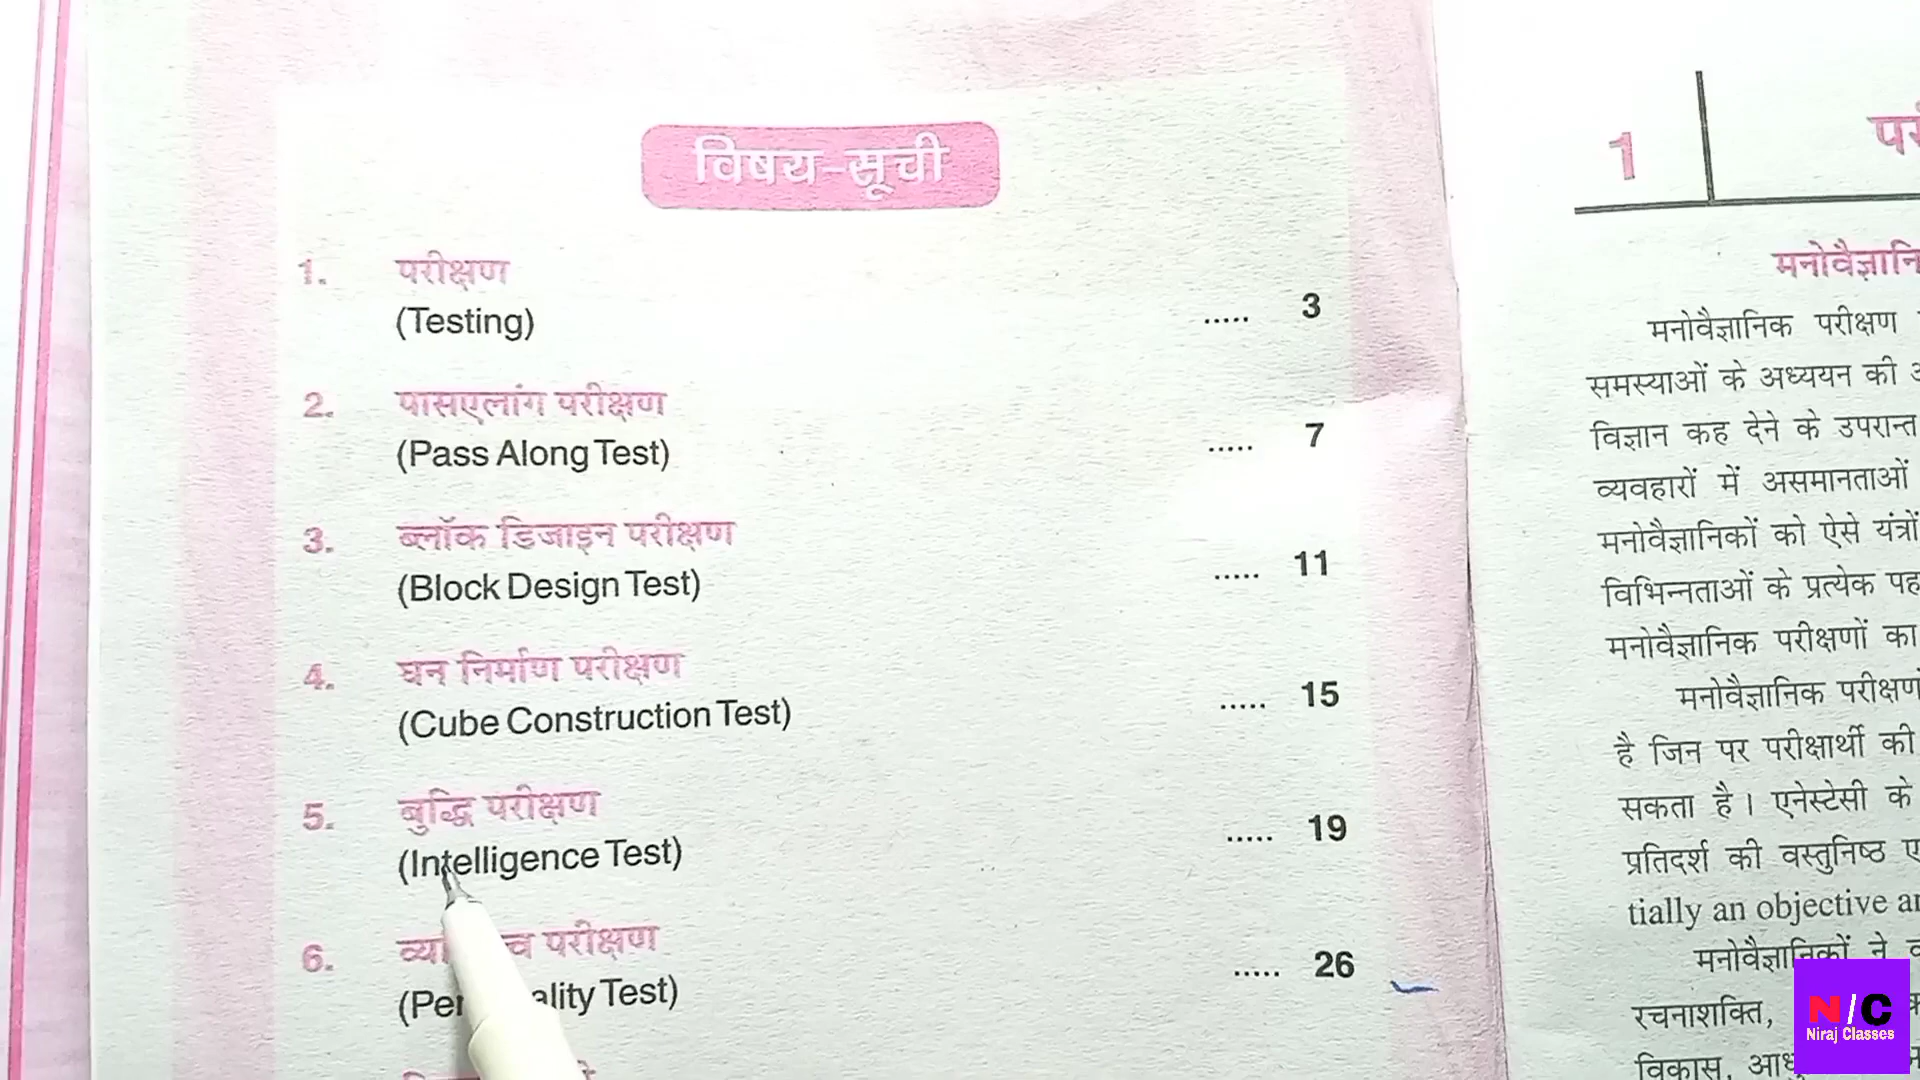 विषय-सूची
1. परीक्षण
(Testing) ..... 3
2. पासएलांग परीक्षण
(Pass Along Test) ..... 7
3. ब्लॉक डिजाइन परीक्षण
(Block Design Test) ..... 11
4. घन निर्माण परीक्षण
(Cube Construction Test) ..... 15
5. बुद्धि परीक्षण
(Intelligence Test) ..... 19
6. परीक्षण
Test) ..... 26
1
मनोवैज्ञानिक परीक्षण
समस्याओं के अध्ययन की
विज्ञान कह देने के उपरान्त
व्यवहारों में असमानताओं
मनोवैज्ञानिकों को ऐसे यंत्रों
विभिन्नताओं के प्रत्येक
मनोवैज्ञानिक परीक्षणों का
मनोवैज्ञानिक
है जिन पर परीक्षार्थी की
सकता है। एनेस्टेसी के
प्रतिदर्श की वस्तुनिष्ठ
tially an objective
मनोवैज्ञानिकों ने
रचनाशक्ति,
विकास,
N/C
Niraj Classes